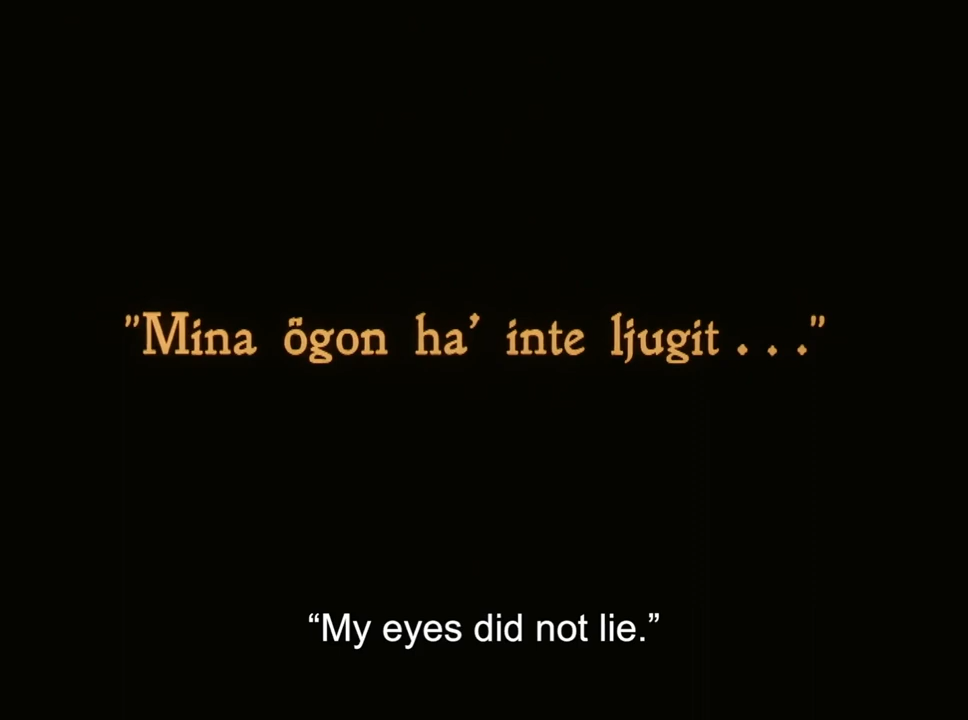 "Mina ögon ha' inte ljugit . . ."
“My eyes did not lie.”